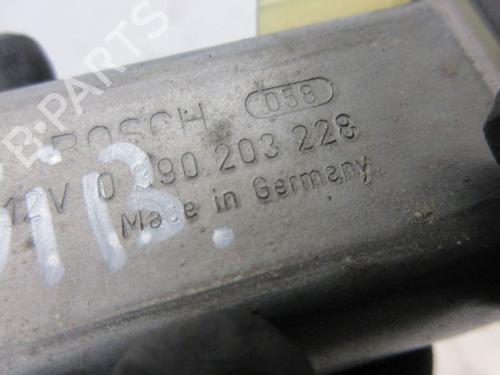 BOSCH 058
12V 0 390 203 228
Made in Germany
B-PARTS